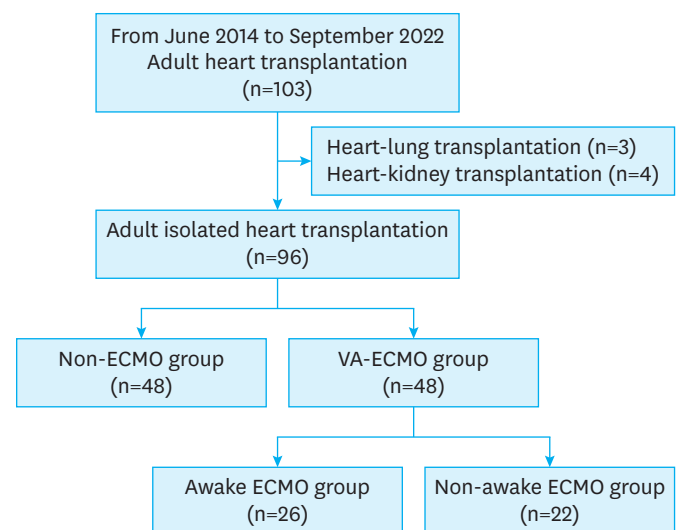 From June 2014 to September 2022
Adult heart transplantation
(n=103)
Heart-lung transplantation (n=3)
Heart-kidney transplantation (n=4)
Adult isolated heart transplantation
(n=96)
Non-ECMO group
(n=48)
VA-ECMO group
(n=48)
Awake ECMO group
(n=26)
Non-awake ECMO group
(n=22)